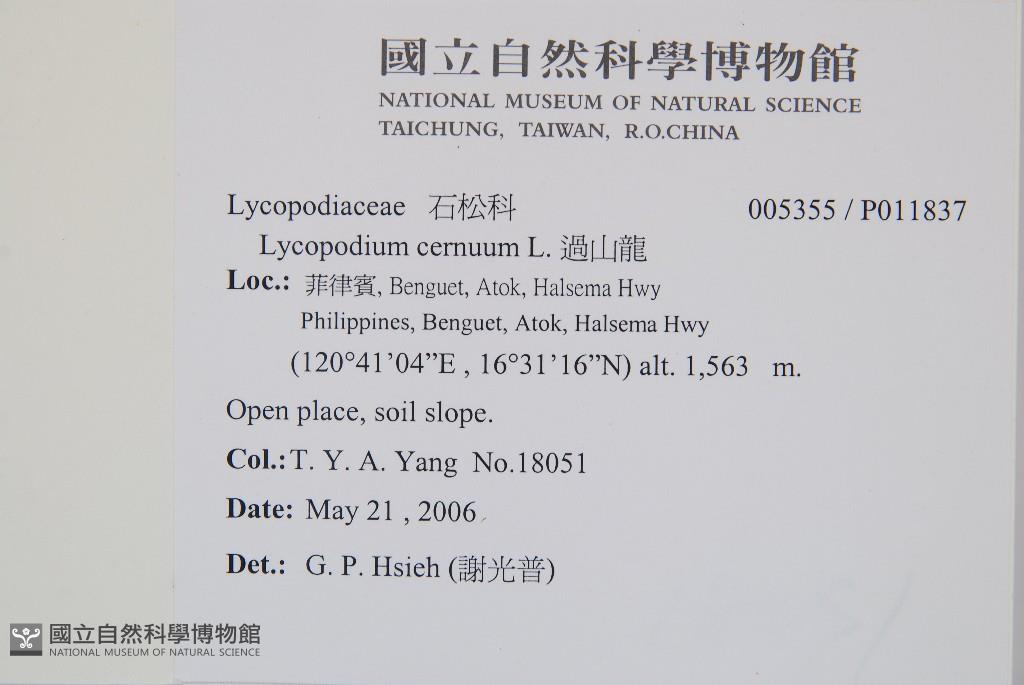 國立自然科學博物館
NATIONAL MUSEUM OF NATURAL SCIENCE
TAICHUNG, TAIWAN, R.O.CHINA
Lycopodiaceae 石松科 005355 / P011837
Lycopodium cernuum L. 過山龍
Loc.: 菲律賓, Benguet, Atok, Halsema Hwy
Philippines, Benguet, Atok, Halsema Hwy
(120°41’04”E , 16°31’16”N) alt. 1,563 m.
Open place, soil slope.
Col.: T. Y. A. Yang No.18051
Date: May 21 , 2006
Det.: G. P. Hsieh (謝光普)
國立自然科學博物館
NATIONAL MUSEUM OF NATURAL SCIENCE